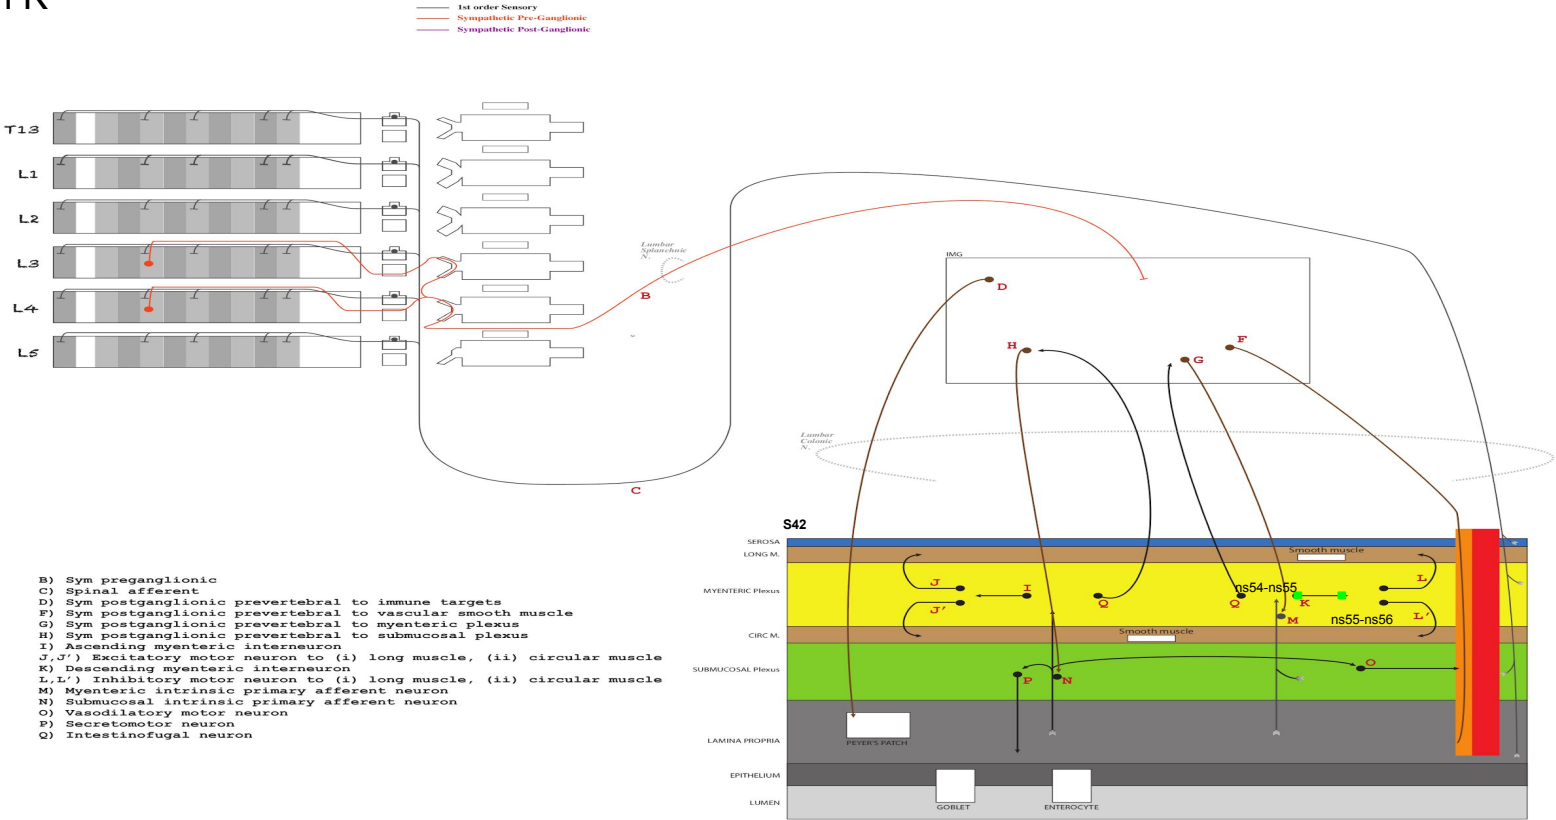 1st order Sensory
Sympathetic Pre-Ganglionic
Sympathetic Post-Ganglionic
T13
L1
L2
L3
L4
L5
Lumbar
Splanchnic
N.
B
C
IMG
D
H
G
F
Lumbar
Colonic
N.
S42
SEROSA
LONG M.
Smooth muscle
MYENTERIC Plexus
J
J'
I
Q
Q
ns54-ns55
K
M
L
L'
ns55-ns56
CIRC M.
Smooth muscle
SUBMUCOSAL Plexus
P
N
O
LAMINA PROPRIA
PEYER'S PATCH
EPITHELIUM
GOBLET
ENTEROCYTE
LUMEN
B) Sym preganglionic
C) Spinal afferent
D) Sym postganglionic prevertebral to immune targets
F) Sym postganglionic prevertebral to vascular smooth muscle
G) Sym postganglionic prevertebral to myenteric plexus
H) Sym postganglionic prevertebral to submucosal plexus
I) Ascending myenteric interneuron
J,J') Excitatory motor neuron to (i) long muscle, (ii) circular muscle
K) Descending myenteric interneuron
L,L') Inhibitory motor neuron to (i) long muscle, (ii) circular muscle
M) Myenteric intrinsic primary afferent neuron
N) Submucosal intrinsic primary afferent neuron
O) Vasodilatory motor neuron
P) Secretomotor neuron
Q) Intestinofugal neuron